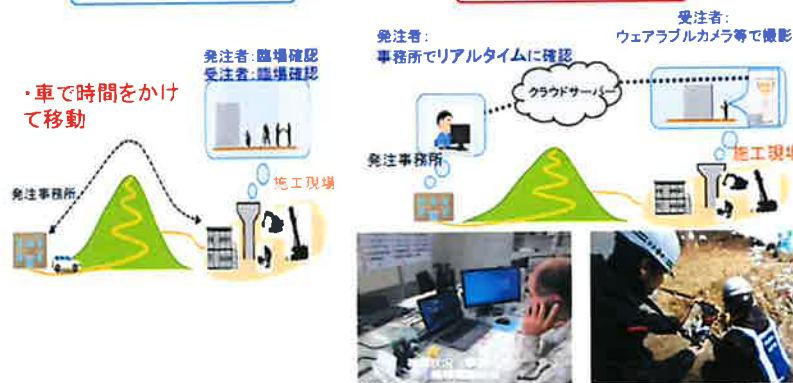 発注者：臨場確認
受注者：臨場確認
・車で時間をかけ
て移動
発注事務所
施工現場
発注者：
事務所でリアルタイムに確認
受注者：
ウェアラブルカメラ等で撮影
クラウドサーバー
発注事務所
施工現場